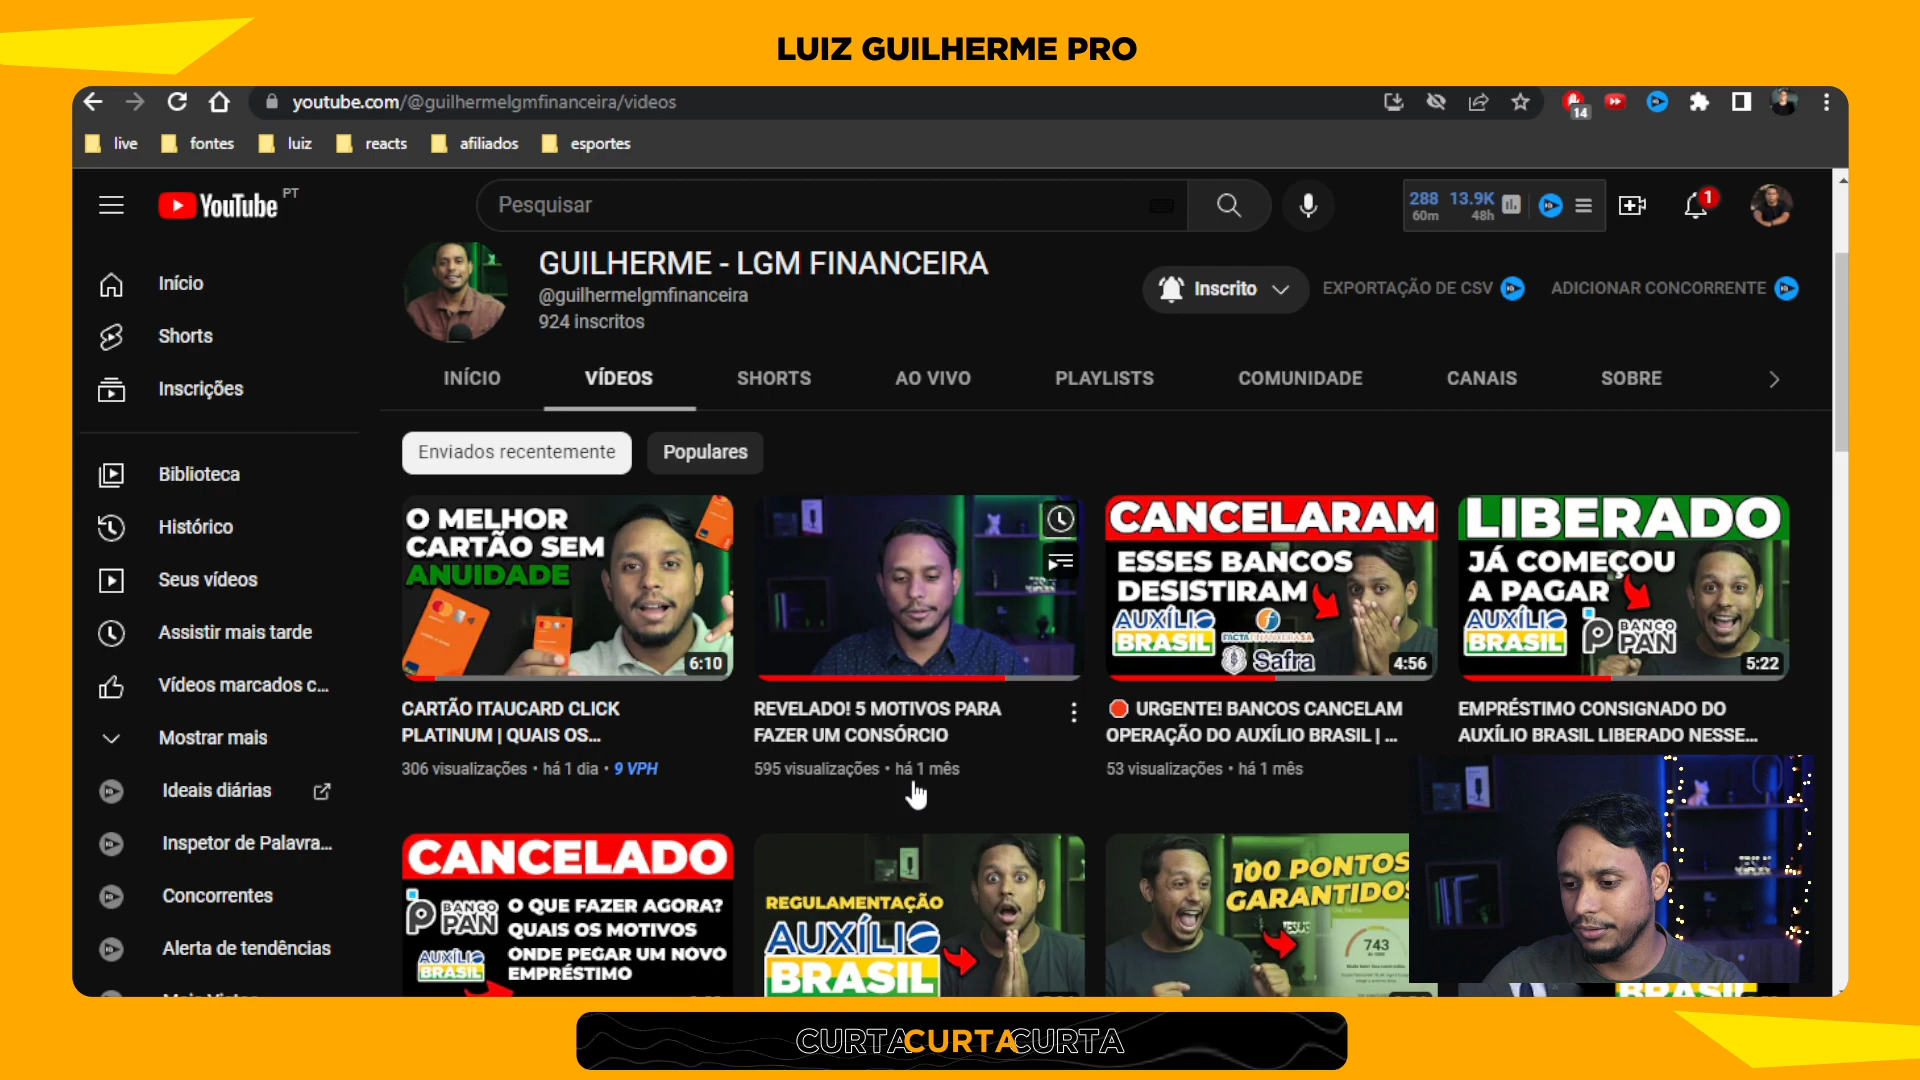 LUIZ GUILHERME PRO
youtube.com/@guilhermelgmfinanceira/videos
14
live fontes luiz reacts afiliados esportes
YouTube PT
Pesquisar
288 13.9K
60m 48h
1
GUILHERME - LGM FINANCEIRA
@guilhermelgmfinanceira
924 inscritos
Inscrito
EXPORTAÇÃO DE CSV
ADICIONAR CONCORRENTE
INÍCIO VÍDEOS SHORTS AO VIVO PLAYLISTS COMUNIDADE CANAIS SOBRE
Início
Shorts
Inscrições
Biblioteca
Histórico
Seus vídeos
Assistir mais tarde
Vídeos marcados c...
Mostrar mais
Ideais diárias
Inspetor de Palavra...
Concorrentes
Alerta de tendências
Enviados recentemente Populares
O MELHOR
CARTÃO SEM
ANUIDADE
6:10
CARTÃO ITAUCARD CLICK
PLATINUM | QUAIS OS...
306 visualizações • há 1 dia • 9 VPH
REVELADO! 5 MOTIVOS PARA
FAZER UM CONSÓRCIO
595 visualizações • há 1 mês
CANCELARAM
ESSES BANCOS
DESISTIRAM
AUXÍLIO
BRASIL
FACTA FINANCEIRA SA
Safra
4:56
URGENTE! BANCOS CANCELAM
OPERAÇÃO DO AUXÍLIO BRASIL | ...
53 visualizações • há 1 mês
LIBERADO
JÁ COMEÇOU
A PAGAR
AUXÍLIO
BRASIL
BANCO
PAN
5:22
EMPRÉSTIMO CONSIGNADO DO
AUXÍLIO BRASIL LIBERADO NESSE...
CANCELADO
BANCO
PAN
O QUE FAZER AGORA?
QUAIS OS MOTIVOS
ONDE PEGAR UM NOVO
EMPRÉSTIMO
AUXÍLIO
BRASIL
REGULAMENTAÇÃO
AUXÍLIO
BRASIL
100 PONTOS
GARANTIDOS
JESUS
743
BRASIL
CURTACURTACURTA